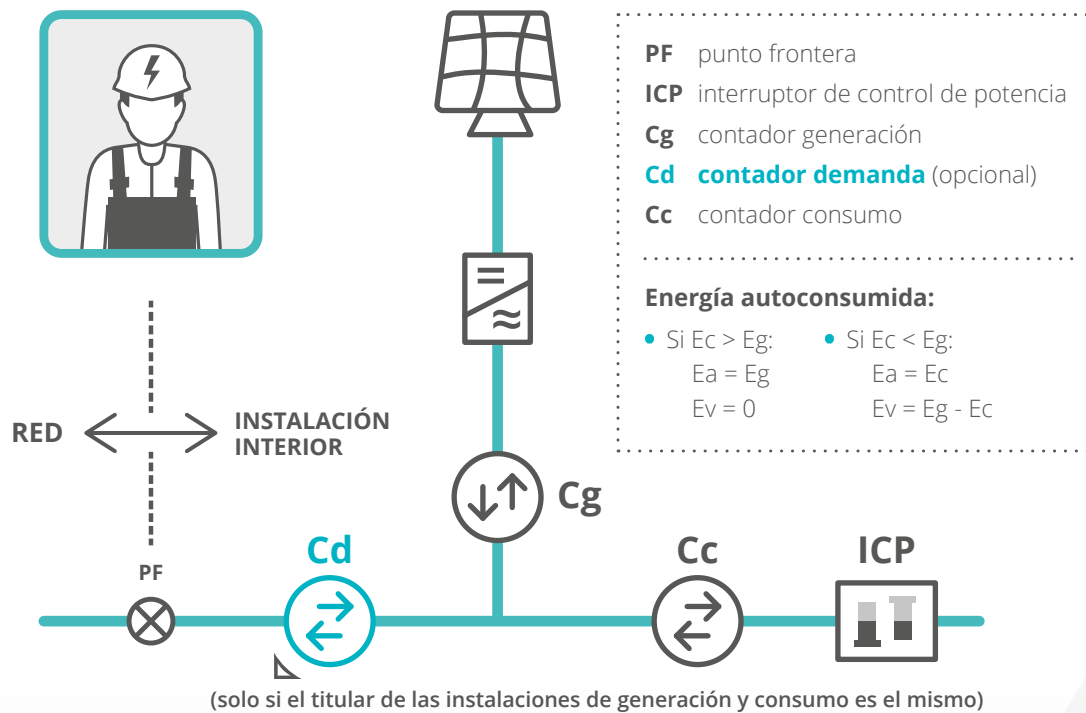 PF punto frontera
ICP interruptor de control de potencia
Cg contador generación
Cd contador demanda (opcional)
Cc contador consumo
Energía autoconsumida:
• Si Ec > Eg:
Ea = Eg
Ev = 0
• Si Ec < Eg:
Ea = Ec
Ev = Eg - Ec
RED
INSTALACIÓN
INTERIOR
Cg
PF
Cd
Cc
ICP
(solo si el titular de las instalaciones de generación y consumo es el mismo)